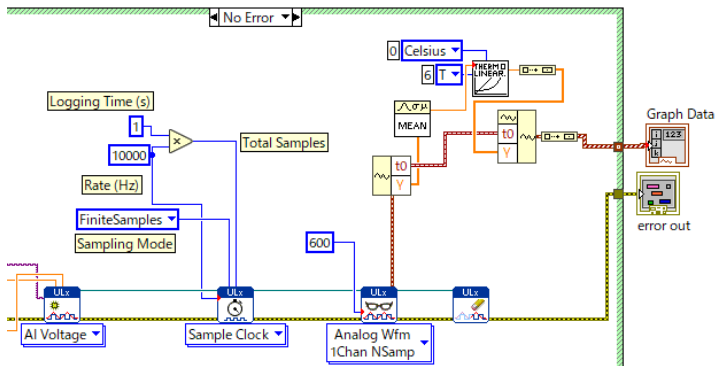 No Error
0
Celsius
6
T
THERMO
LINEAR.
Logging Time (s)
1
10000
Total Samples
MEAN
t0
Y
t0
Y
Graph Data
123
error out
Rate (Hz)
FiniteSamples
Sampling Mode
600
ULx
ULx
ULx
ULx
AI Voltage
Sample Clock
Analog Wfm
1Chan NSamp